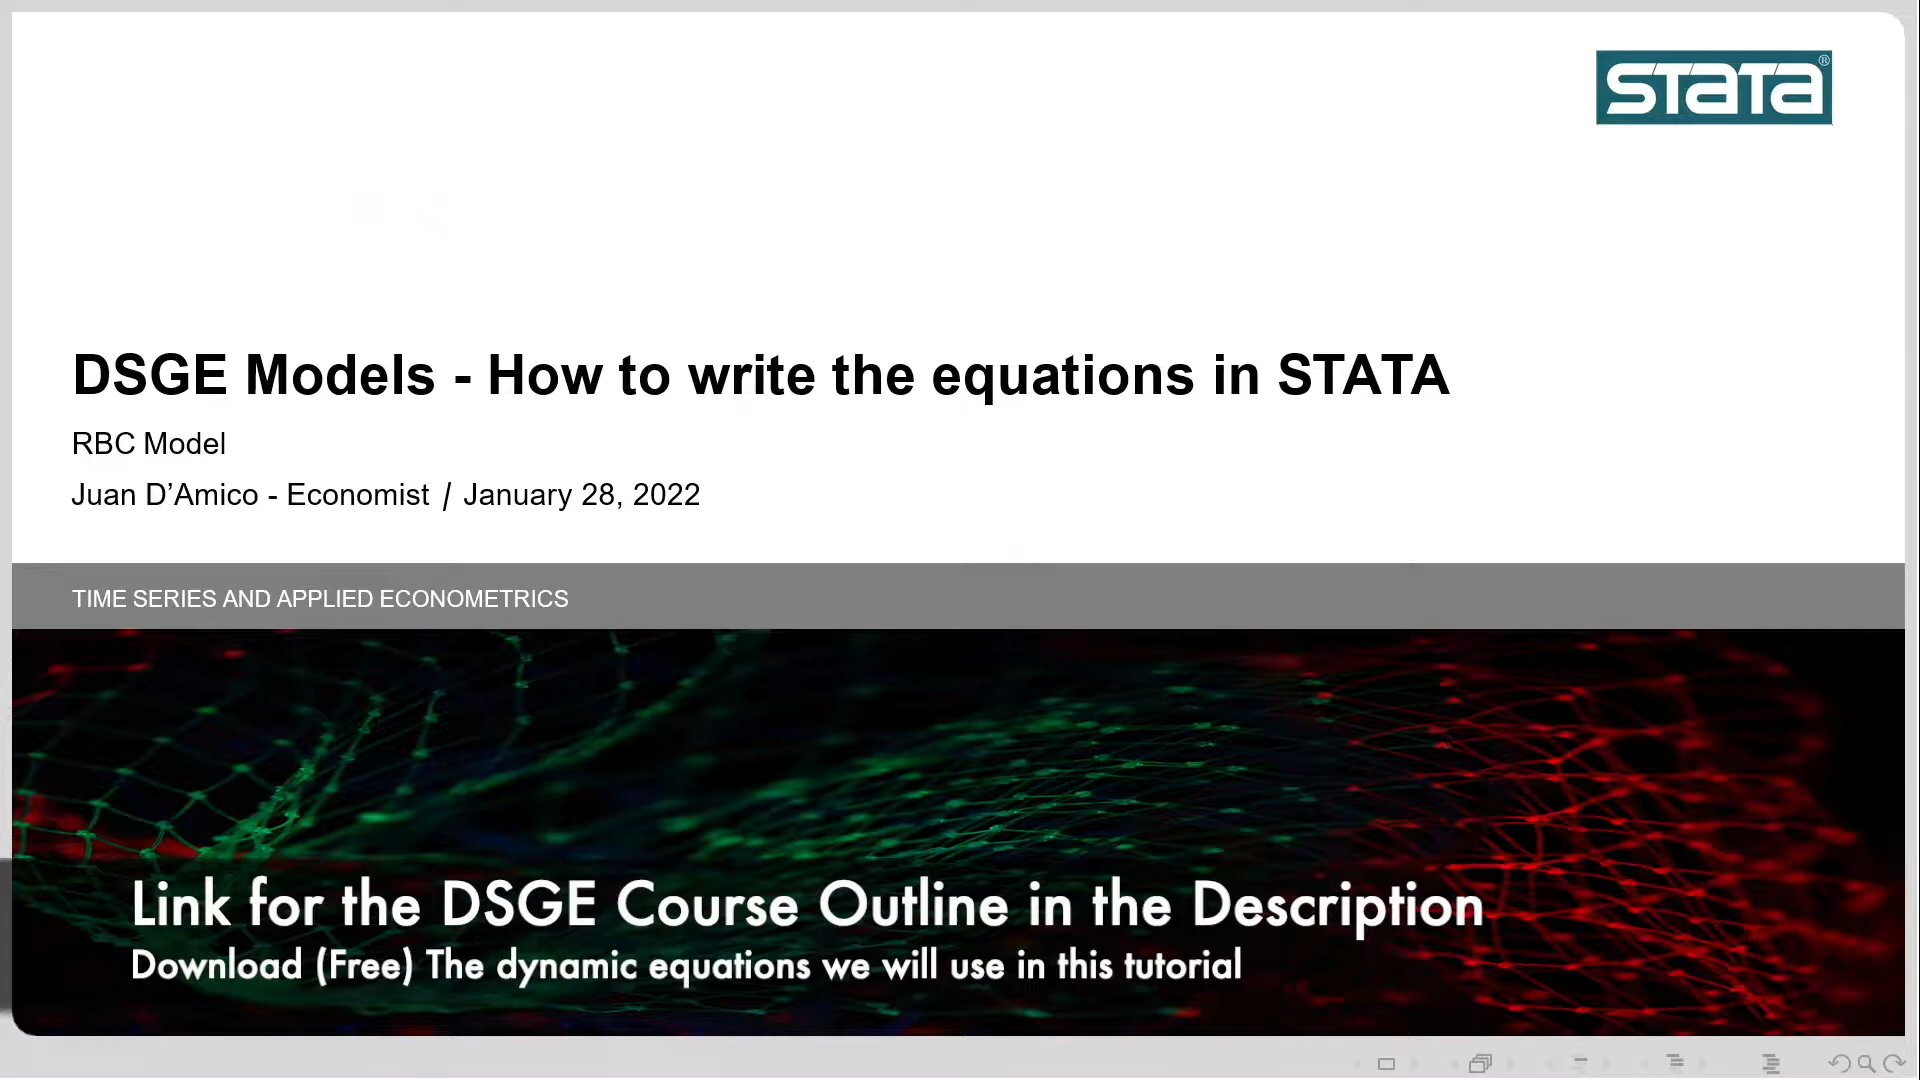 stata®
DSGE Models - How to write the equations in STATA
RBC Model
Juan D’Amico - Economist / January 28, 2022
TIME SERIES AND APPLIED ECONOMETRICS
Link for the DSGE Course Outline in the Description
Download (Free) The dynamic equations we will use in this tutorial